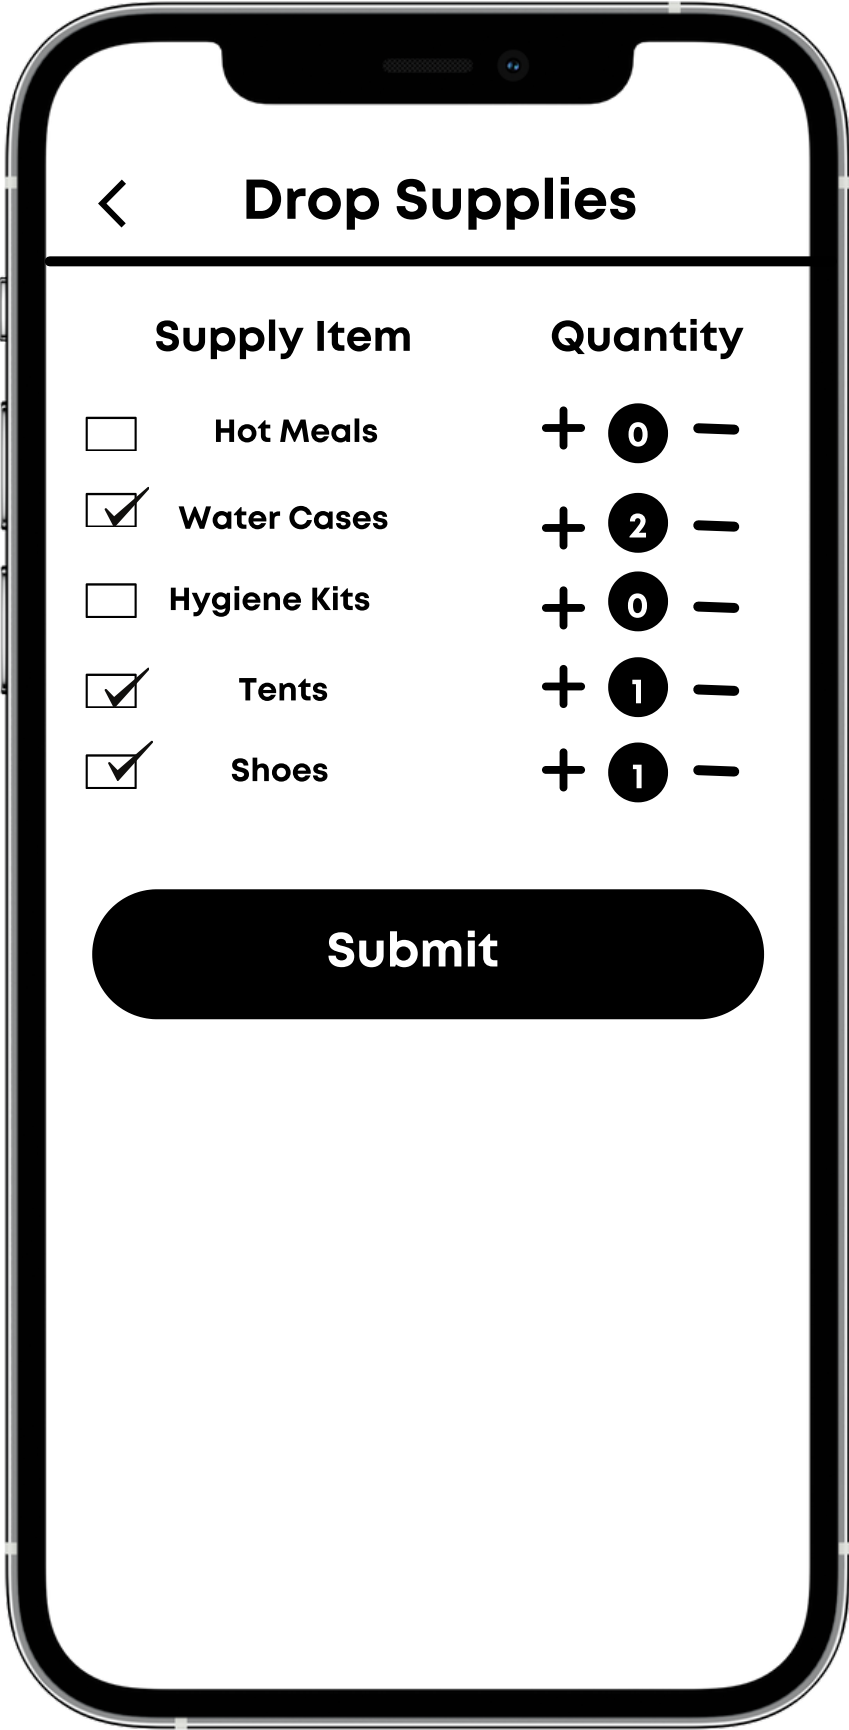 Drop Supplies
Supply Item Quantity
Hot Meals + 0 −
Water Cases + 2 −
Hygiene Kits + 0 −
Tents + 1 −
Shoes + 1 −
Submit